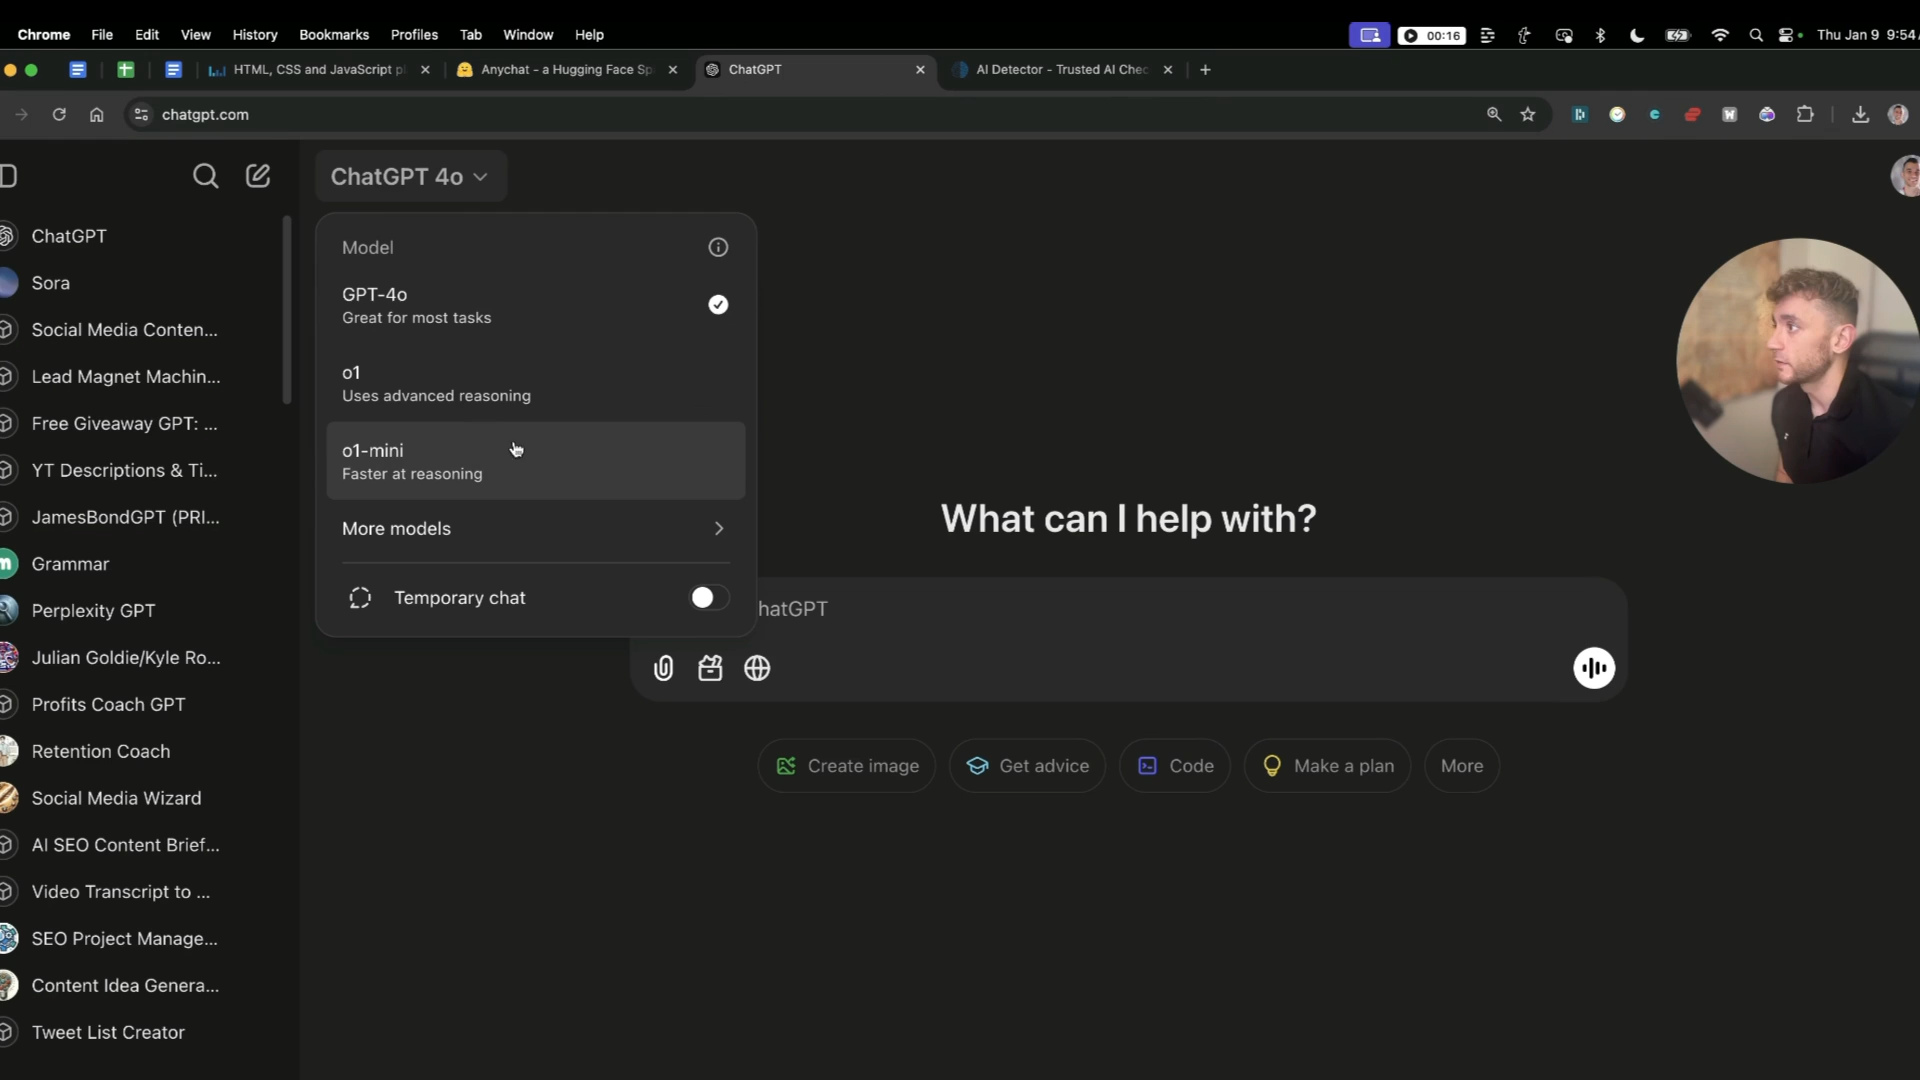 Chrome File Edit View History Bookmarks Profiles Tab Window Help 00:16 Thu Jan 9 9:54
HTML, CSS and JavaScript pl Anychat - a Hugging Face Sp ChatGPT AI Detector - Trusted AI Chec
chatgpt.com
ChatGPT 4o
ChatGPT
Sora
Social Media Conten...
Lead Magnet Machin...
Free Giveaway GPT: ...
YT Descriptions & Ti...
JamesBondGPT (PRI...
Grammar
Perplexity GPT
Julian Goldie/Kyle Ro...
Profits Coach GPT
Retention Coach
Social Media Wizard
AI SEO Content Brief...
Video Transcript to ...
SEO Project Manage...
Content Idea Genera...
Tweet List Creator
Model
GPT-4o
Great for most tasks
o1
Uses advanced reasoning
o1-mini
Faster at reasoning
More models
Temporary chat
What can I help with?
hatGPT
Create image Get advice Code Make a plan More